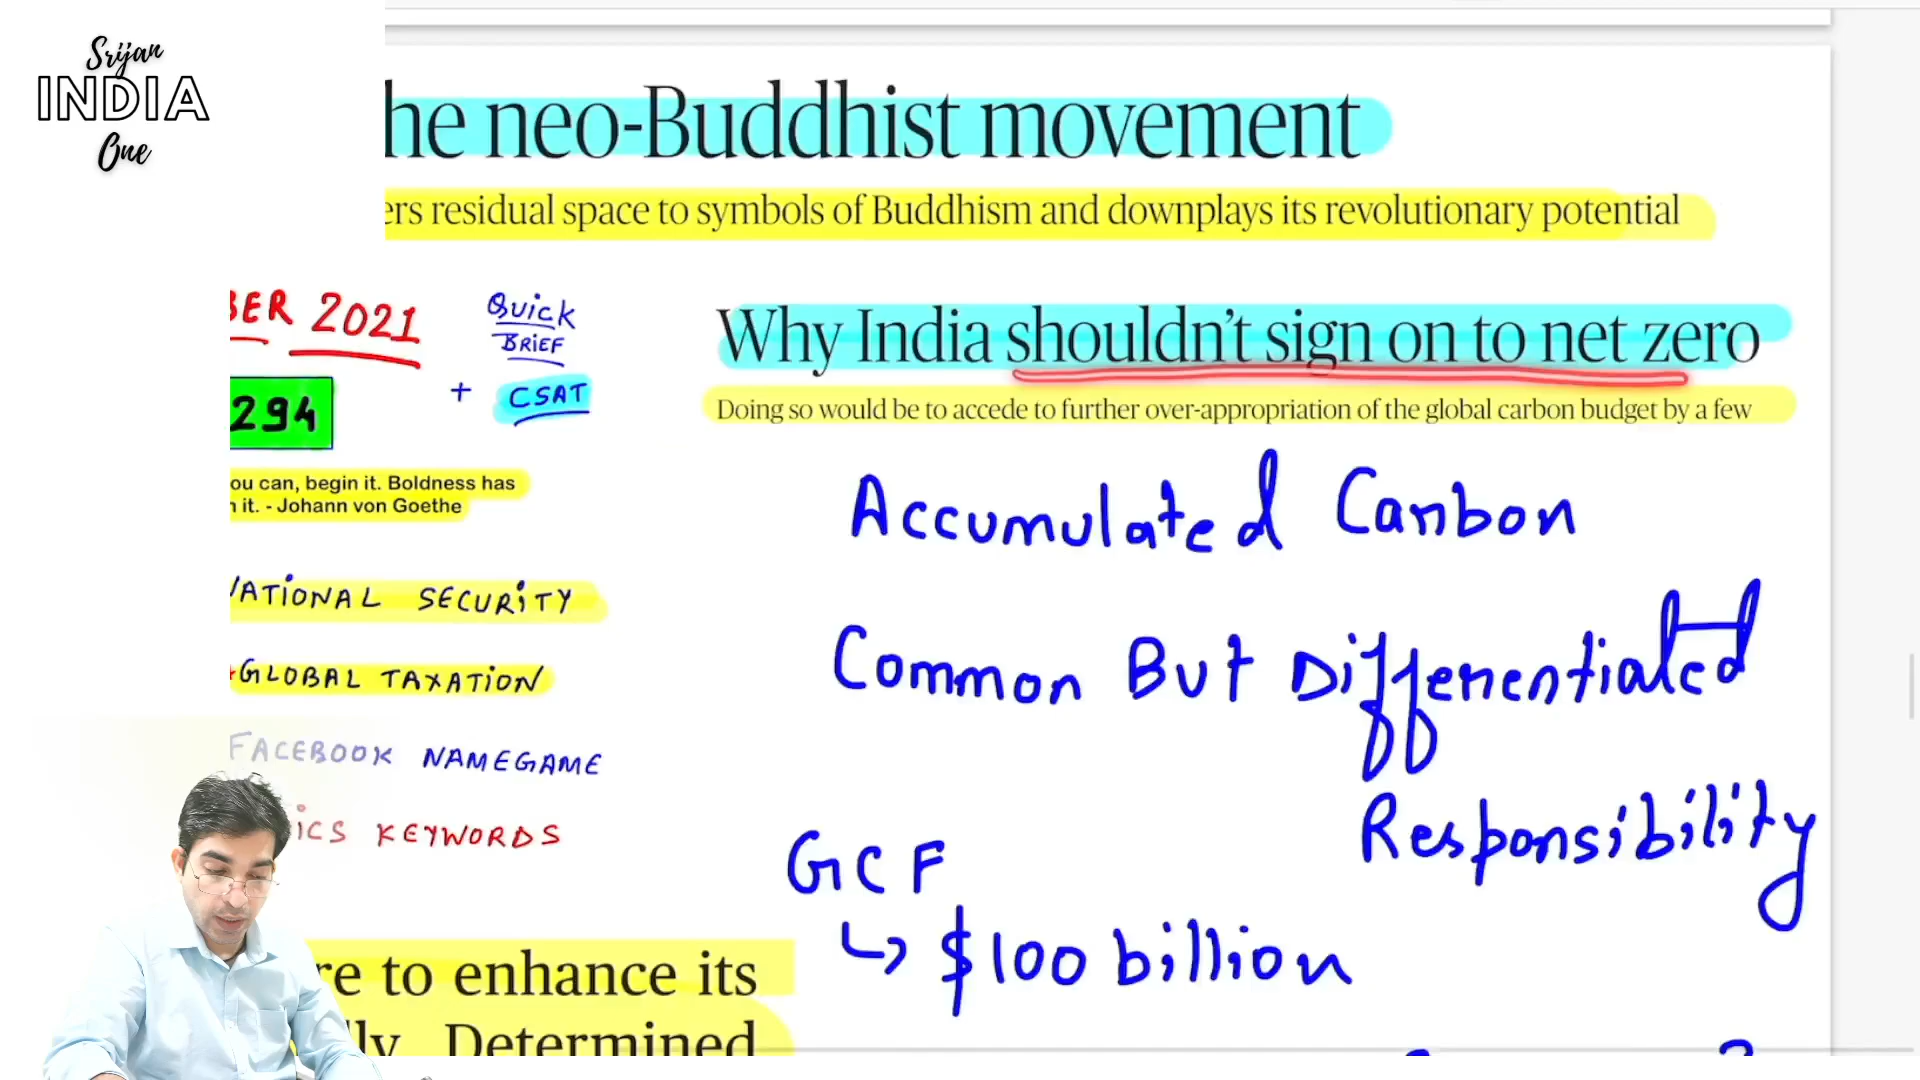 Srijan
INDIA
One
he neo-Buddhist movement
ers residual space to symbols of Buddhism and downplays its revolutionary potential
BER 2021
Quick
BRIEF
+ CSAT
294
ou can, begin it. Boldness has
n it. - Johann von Goethe
NATIONAL SECURITY
GLOBAL TAXATION
FACEBOOK NAMEGAME
ICS KEYWORDS
re to enhance its
lly. Determined
Why India shouldn't sign on to net zero
Doing so would be to accede to further over-appropriation of the global carbon budget by a few
Accumulated Carbon
Common But Differentiated
Responsibility
GCF
↳ $100 billion